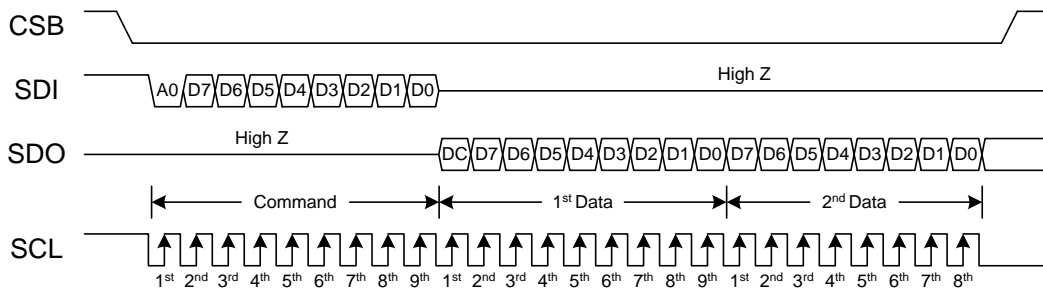 CSB
SDI A0 D7 D6 D5 D4 D3 D2 D1 D0 High Z
SDO High Z DC D7 D6 D5 D4 D3 D2 D1 D0 D7 D6 D5 D4 D3 D2 D1 D0
Command 1st Data 2nd Data
SCL
1st 2nd 3rd 4th 5th 6th 7th 8th 9th 1st 2nd 3rd 4th 5th 6th 7th 8th 9th 1st 2nd 3rd 4th 5th 6th 7th 8th